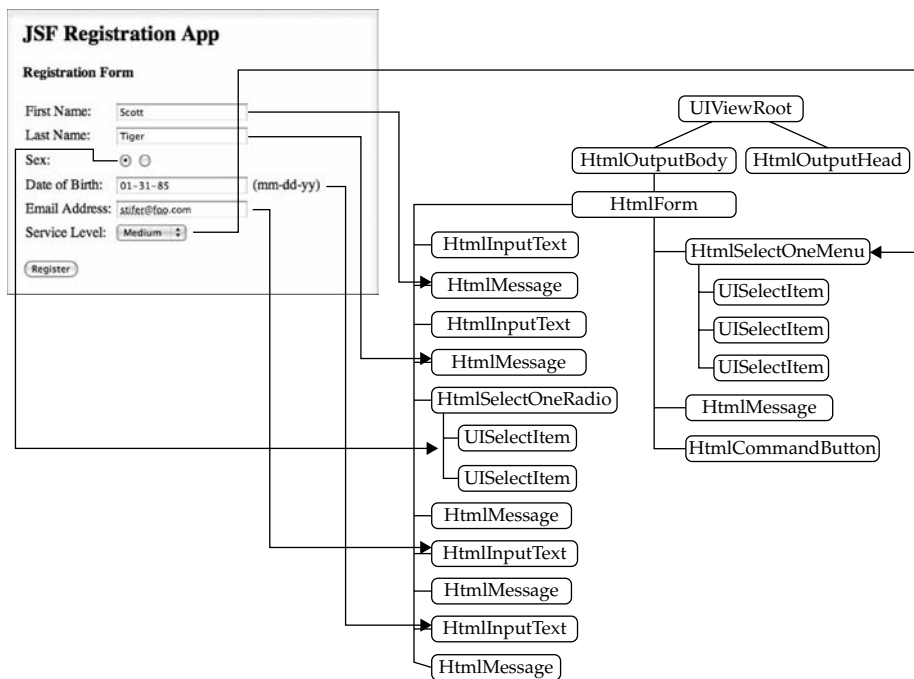 JSF Registration App
Registration Form
First Name: Scott
Last Name: Tiger
Sex:
Date of Birth: 01-31-85 (mm-dd-yy)
Email Address: stifer@foo.com
Service Level: Medium
Register
UIViewRoot
HtmlOutputBody
HtmlOutputHead
HtmlForm
HtmlInputText
HtmlMessage
HtmlInputText
HtmlMessage
HtmlSelectOneRadio
UISelectItem
UISelectItem
HtmlMessage
HtmlInputText
HtmlMessage
HtmlInputText
HtmlMessage
HtmlSelectOneMenu
UISelectItem
UISelectItem
UISelectItem
HtmlMessage
HtmlCommandButton